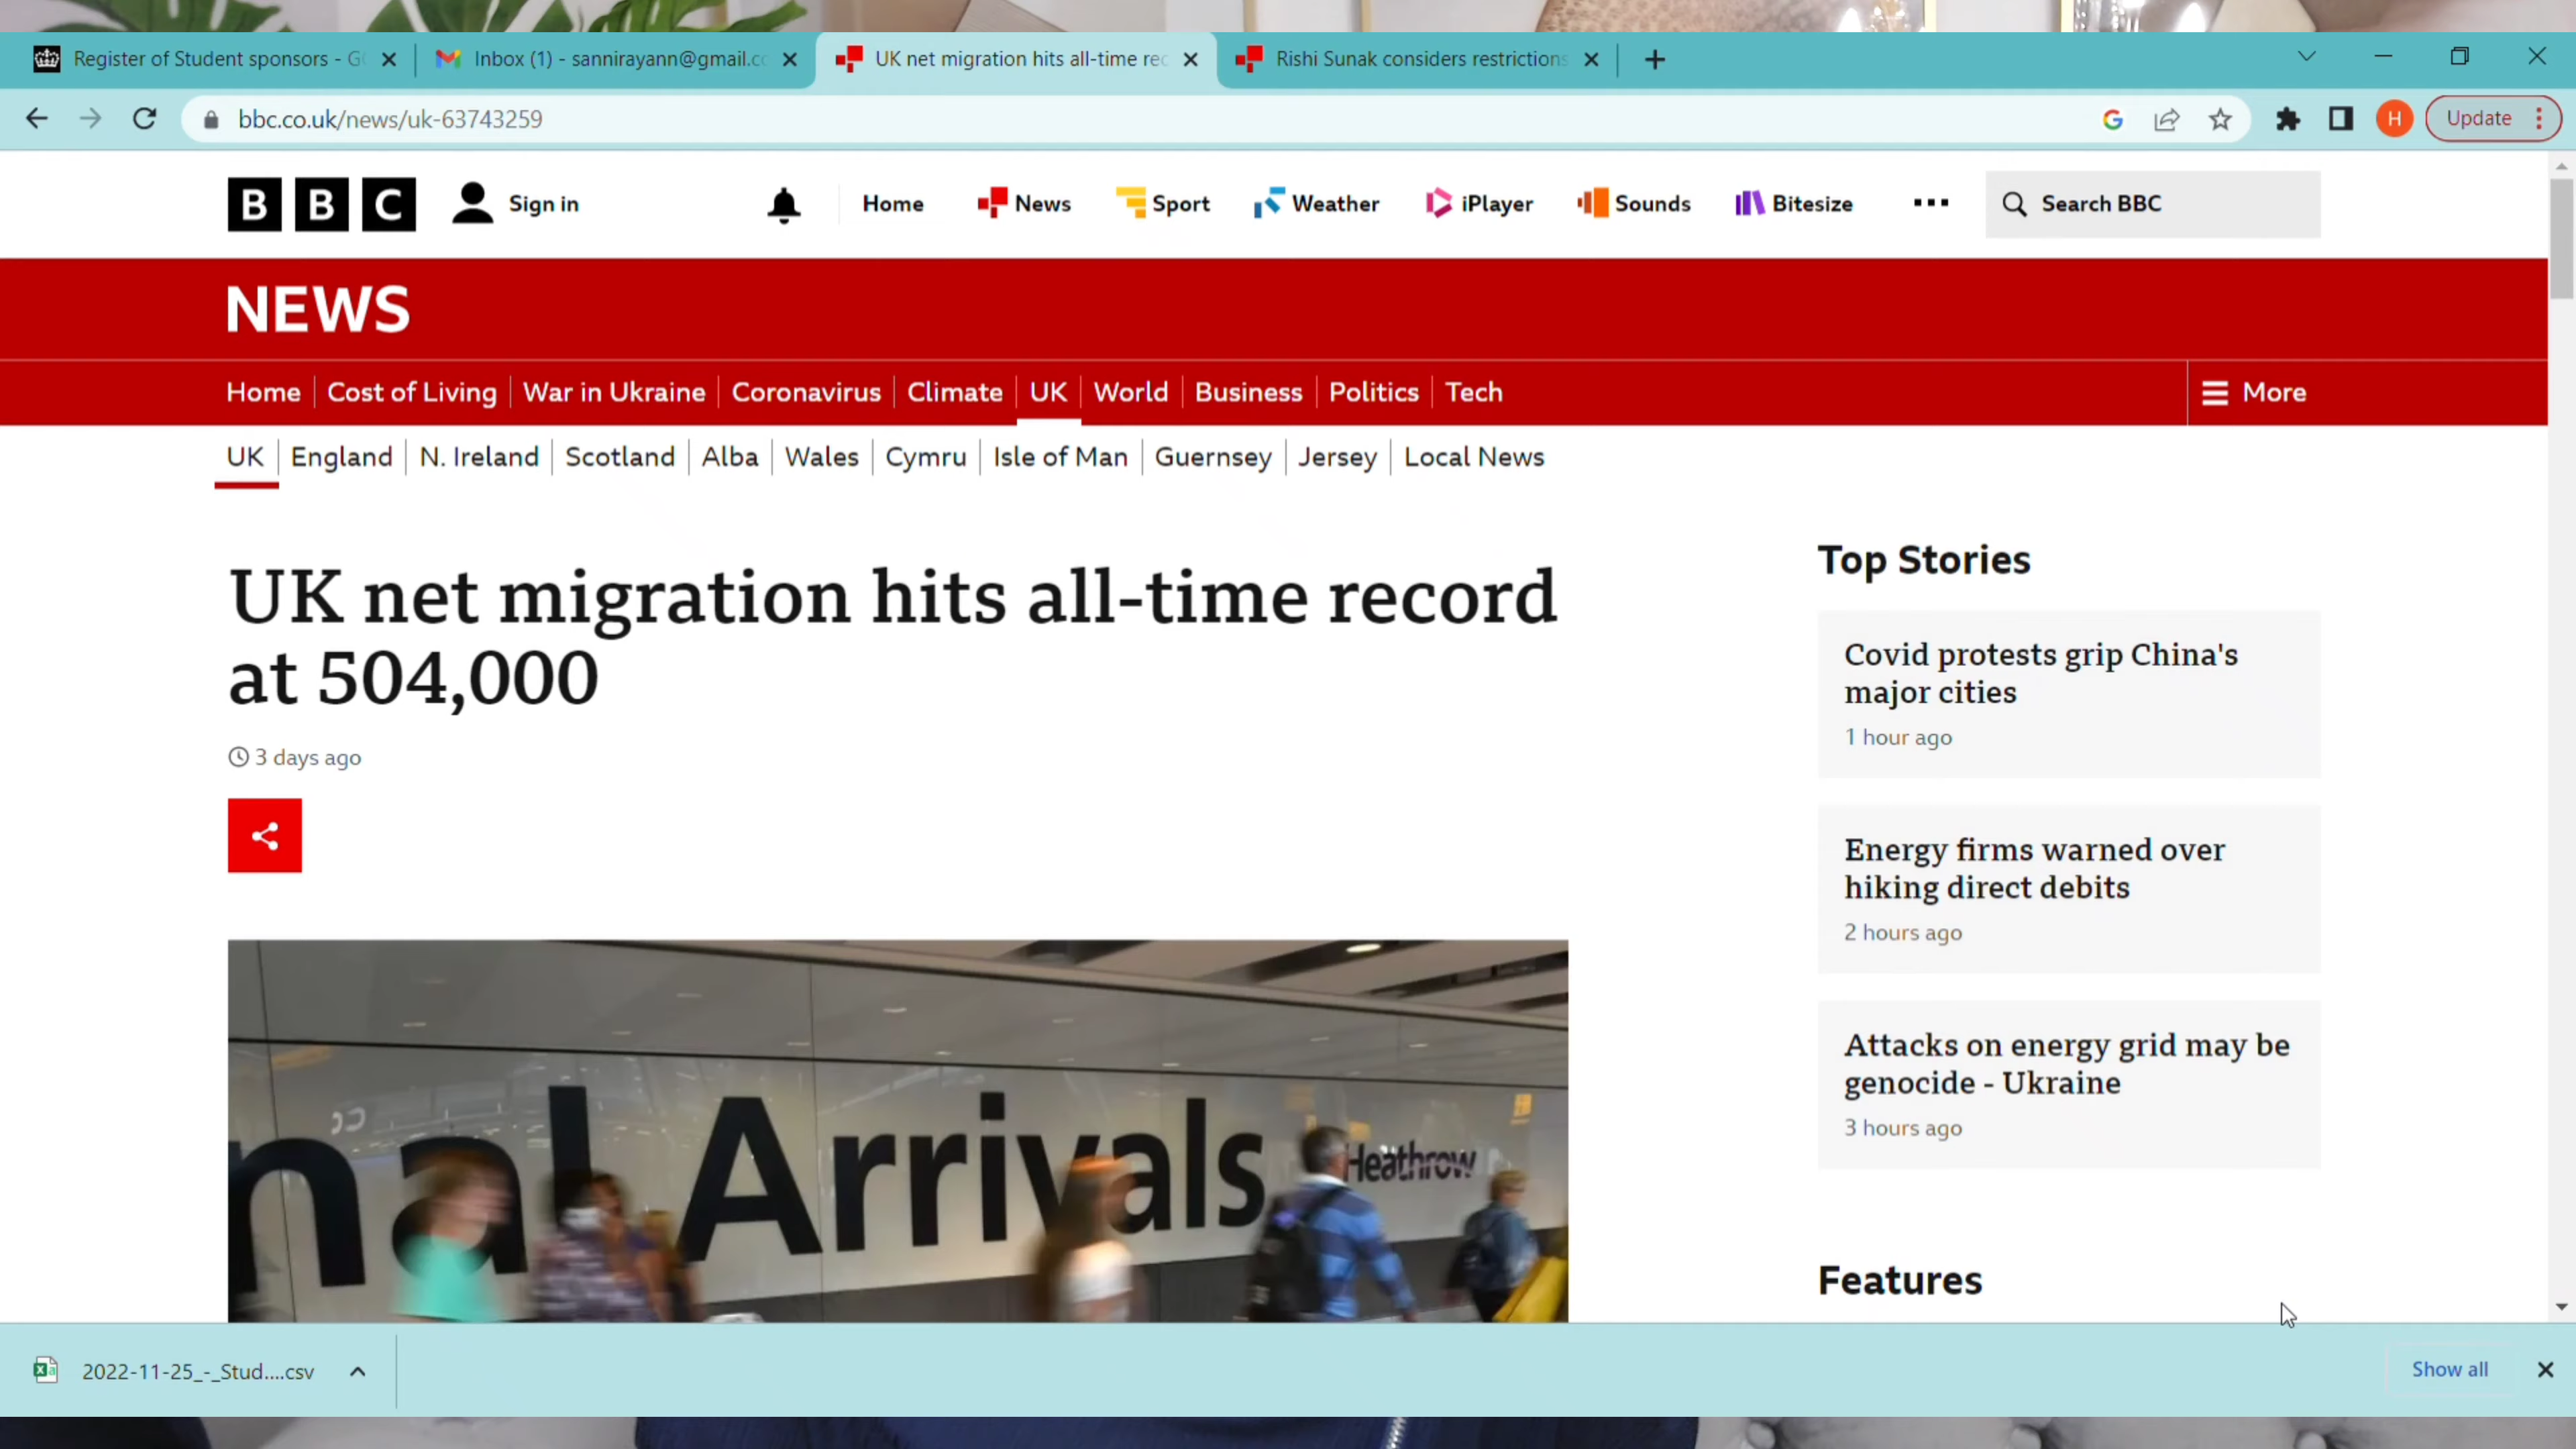 Register of Student sponsors - G
Inbox (1) - sannirayann@gmail.c
UK net migration hits all-time rec
Rishi Sunak considers restrictions
bbc.co.uk/news/uk-63743259
H
Update
BBC
Sign in
Home
News
Sport
Weather
iPlayer
Sounds
Bitesize
Search BBC
NEWS
Home
Cost of Living
War in Ukraine
Coronavirus
Climate
UK
World
Business
Politics
Tech
More
UK
England
N. Ireland
Scotland
Alba
Wales
Cymru
Isle of Man
Guernsey
Jersey
Local News
UK net migration hits all-time record
at 504,000
3 days ago
Top Stories
Covid protests grip China's
major cities
1 hour ago
Energy firms warned over
hiking direct debits
2 hours ago
Attacks on energy grid may be
genocide - Ukraine
3 hours ago
Features
nal Arrivals
Heathrow
2022-11-25_-_Stud....csv
Show all